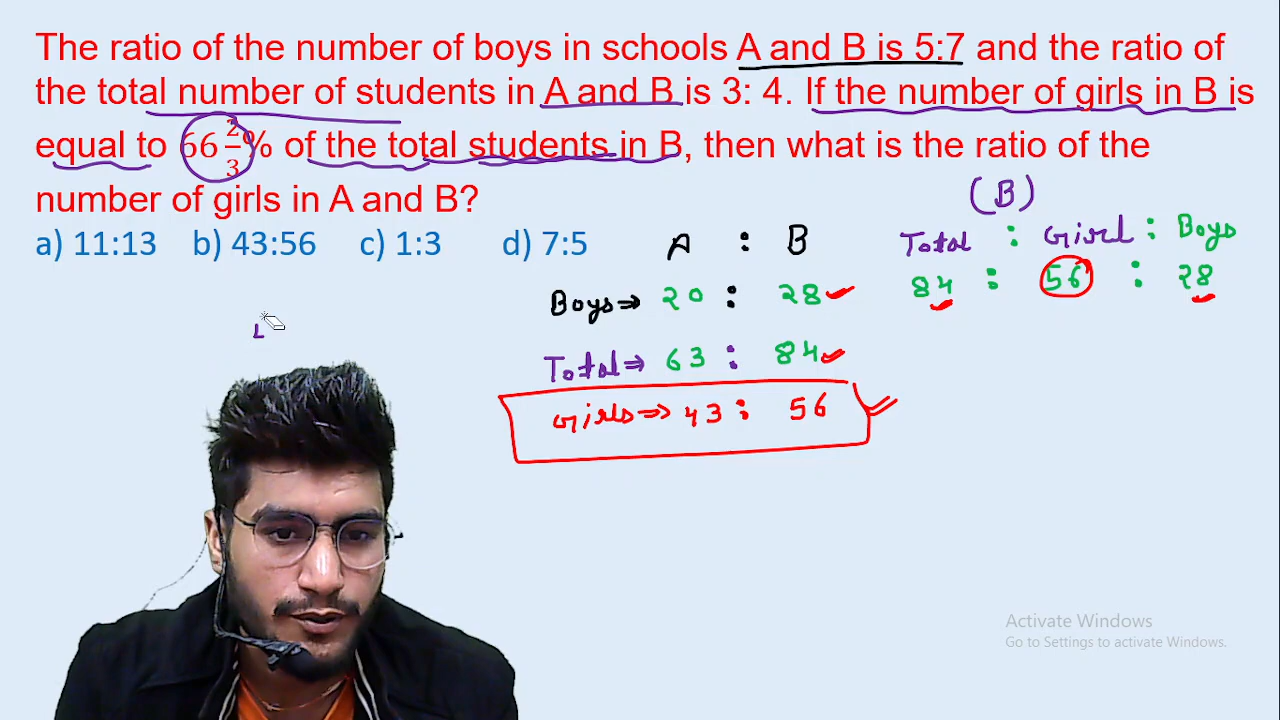 The ratio of the number of boys in schools A and B is 5:7 and the ratio of
the total number of students in A and B is 3: 4. If the number of girls in B is
equal to 66 2/3 % of the total students in B, then what is the ratio of the
number of girls in A and B?
a) 11:13 b) 43:56 c) 1:3 d) 7:5
(B)
Total : Girl : Boys
84 : 56 : 28
A : B
Boys ⇒ 20 : 28
Total ⇒ 63 : 84
Girls ⇒ 43 : 56
Activate Windows
Go to Settings to activate Windows.